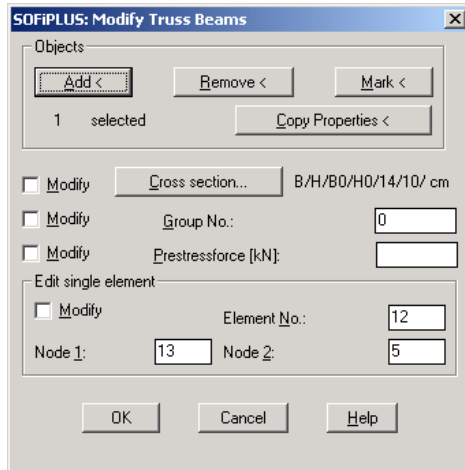 SOFiPLUS: Modify Truss Beams
Objects
Add <
Remove <
Mark <
1 selected
Copy Properties <
Modify Cross section... B/H/B0/H0/14/10/ cm
Modify Group No.: 0
Modify Prestressforce [kN]:
Edit single element
Modify Element No.: 12
Node 1: 13 Node 2: 5
OK Cancel Help